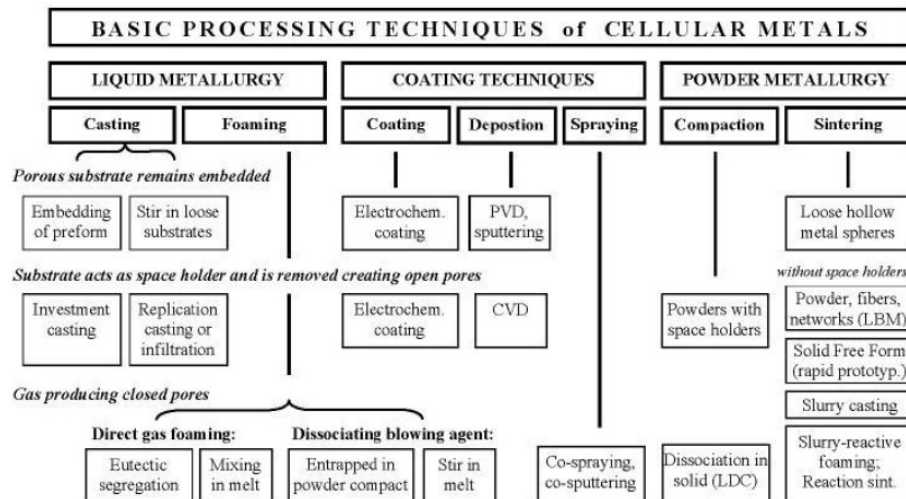 BASIC PROCESSING TECHNIQUES of CELLULAR METALS
LIQUID METALLURGY
COATING TECHNIQUES
POWDER METALLURGY
Casting
Foaming
Coating
Depostion
Spraying
Compaction
Sintering
Porous substrate remains embedded
Embedding
of preform
Stir in loose
substrates
Electrochem.
coating
PVD,
sputtering
Loose hollow
metal spheres
Substrate acts as space holder and is removed creating open pores
without space holders
Investment
casting
Replication
casting or
infiltration
Electrochem.
coating
CVD
Powders with
space holders
Powder, fibers,
networks (LBM)
Solid Free Form
(rapid prototyp.)
Slurry casting
Gas producing closed pores
Direct gas foaming:
Dissociating blowing agent:
Eutectic
segregation
Mixing
in melt
Entrapped in
powder compact
Stir in
melt
Co-spraying,
co-sputtering
Dissociation in
solid (LDC)
Slurry-reactive
foaming;
Reaction sint.